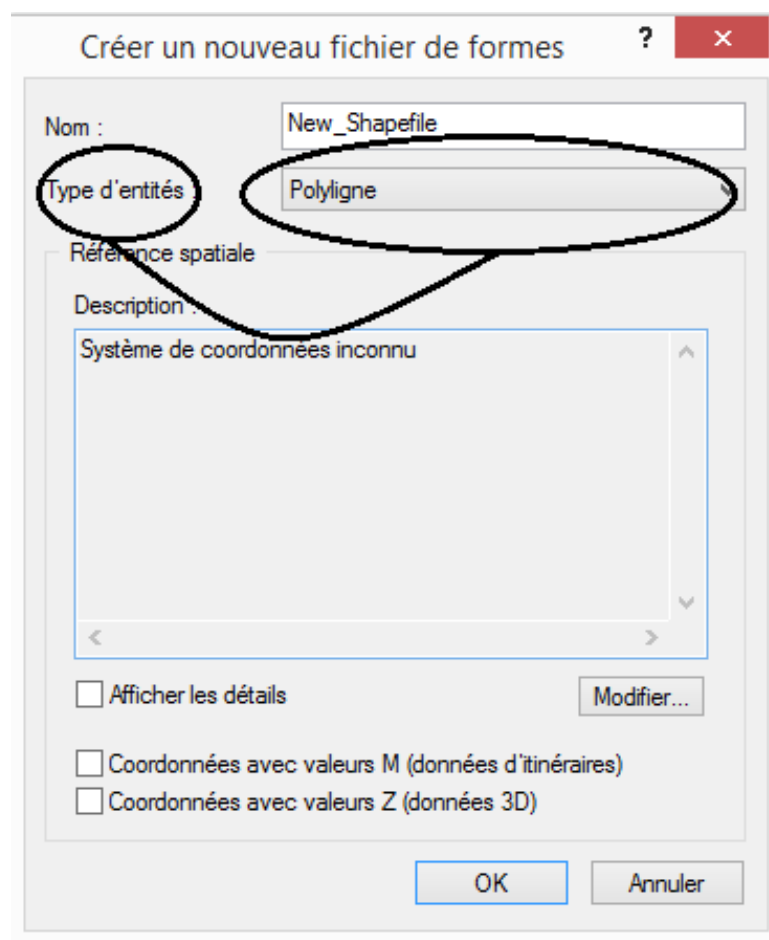 Créer un nouveau fichier de formes ? ×
Nom : New_Shapefile
Type d'entités : Polyligne
Référence spatiale
Description :
Système de coordonnées inconnu
Afficher les détails
Modifier...
Coordonnées avec valeurs M (données d'itinéraires)
Coordonnées avec valeurs Z (données 3D)
OK Annuler